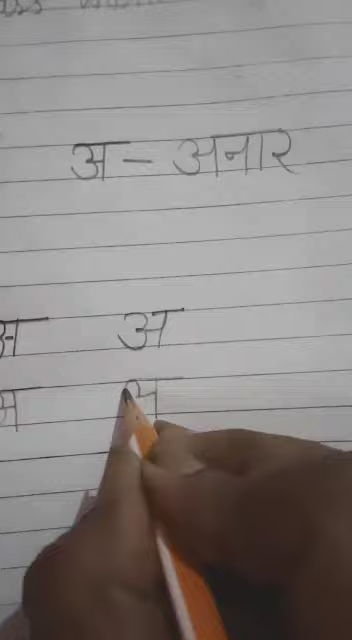 अ - अनार
अ अ
अ